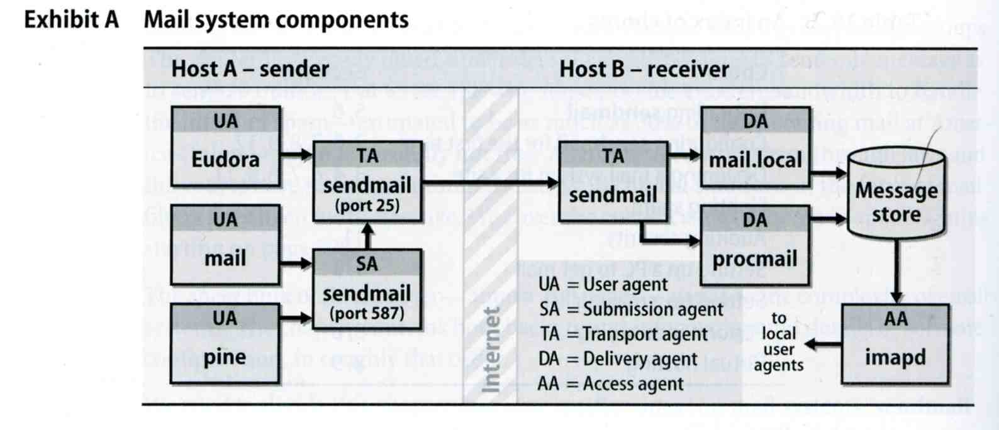 Exhibit A Mail system components
Host A – sender
Host B – receiver
UA
Eudora
UA
mail
UA
pine
TA
sendmail
(port 25)
SA
sendmail
(port 587)
Internet
TA
sendmail
DA
mail.local
DA
procmail
Message
store
AA
imapd
to
local
user
agents
UA = User agent
SA = Submission agent
TA = Transport agent
DA = Delivery agent
AA = Access agent